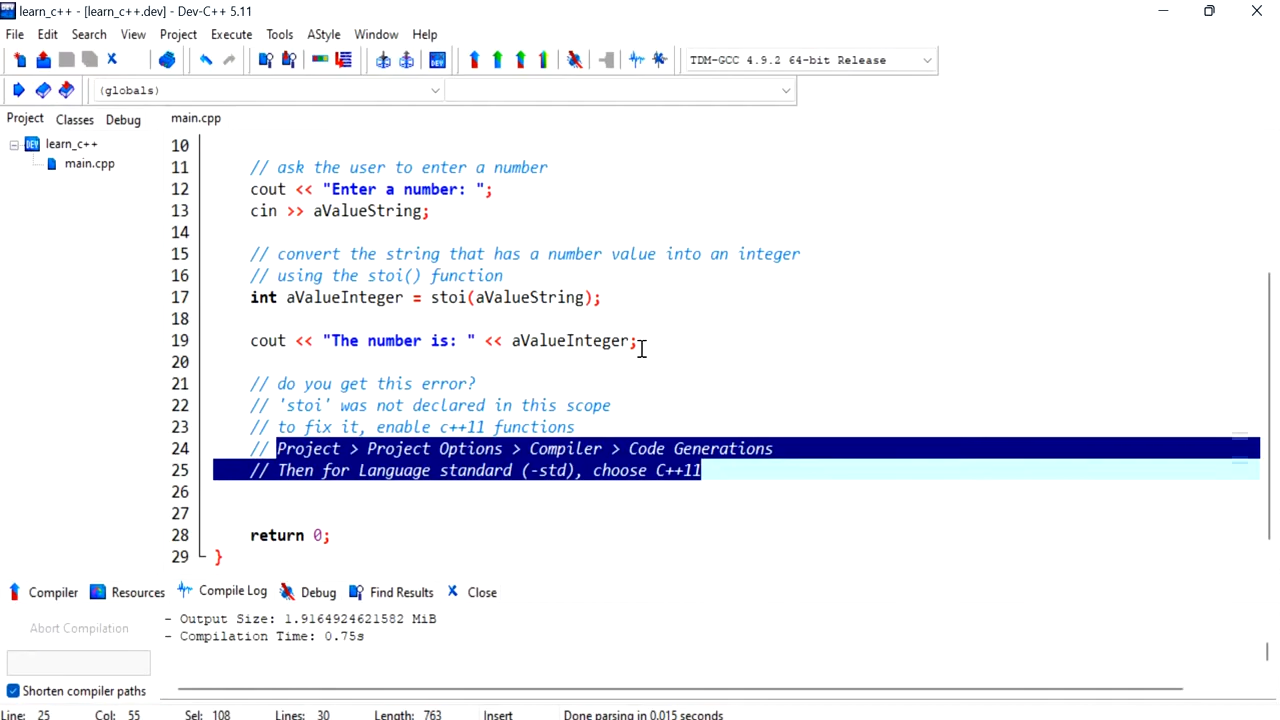 learn_c++ - [learn_c++.dev] - Dev-C++ 5.11
File Edit Search View Project Execute Tools AStyle Window Help
TDM-GCC 4.9.2 64-bit Release
(globals)
Project Classes Debug
main.cpp
learn_c++
main.cpp
10
11 // ask the user to enter a number
12 cout << "Enter a number: ";
13 cin >> aValueString;
14
15 // convert the string that has a number value into an integer
16 // using the stoi() function
17 int aValueInteger = stoi(aValueString);
18
19 cout << "The number is: " << aValueInteger;
20
21 // do you get this error?
22 // 'stoi' was not declared in this scope
23 // to fix it, enable c++11 functions
24 // Project > Project Options > Compiler > Code Generations
25 // Then for Language standard (-std), choose C++11
26
27
28 return 0;
29 }
Compiler Resources Compile Log Debug Find Results Close
Abort Compilation
- Output Size: 1.9164924621582 MiB
- Compilation Time: 0.75s
Shorten compiler paths
Line: 25 Col: 55 Sel: 108 Lines: 30 Length: 763 Insert Done parsing in 0.015 seconds